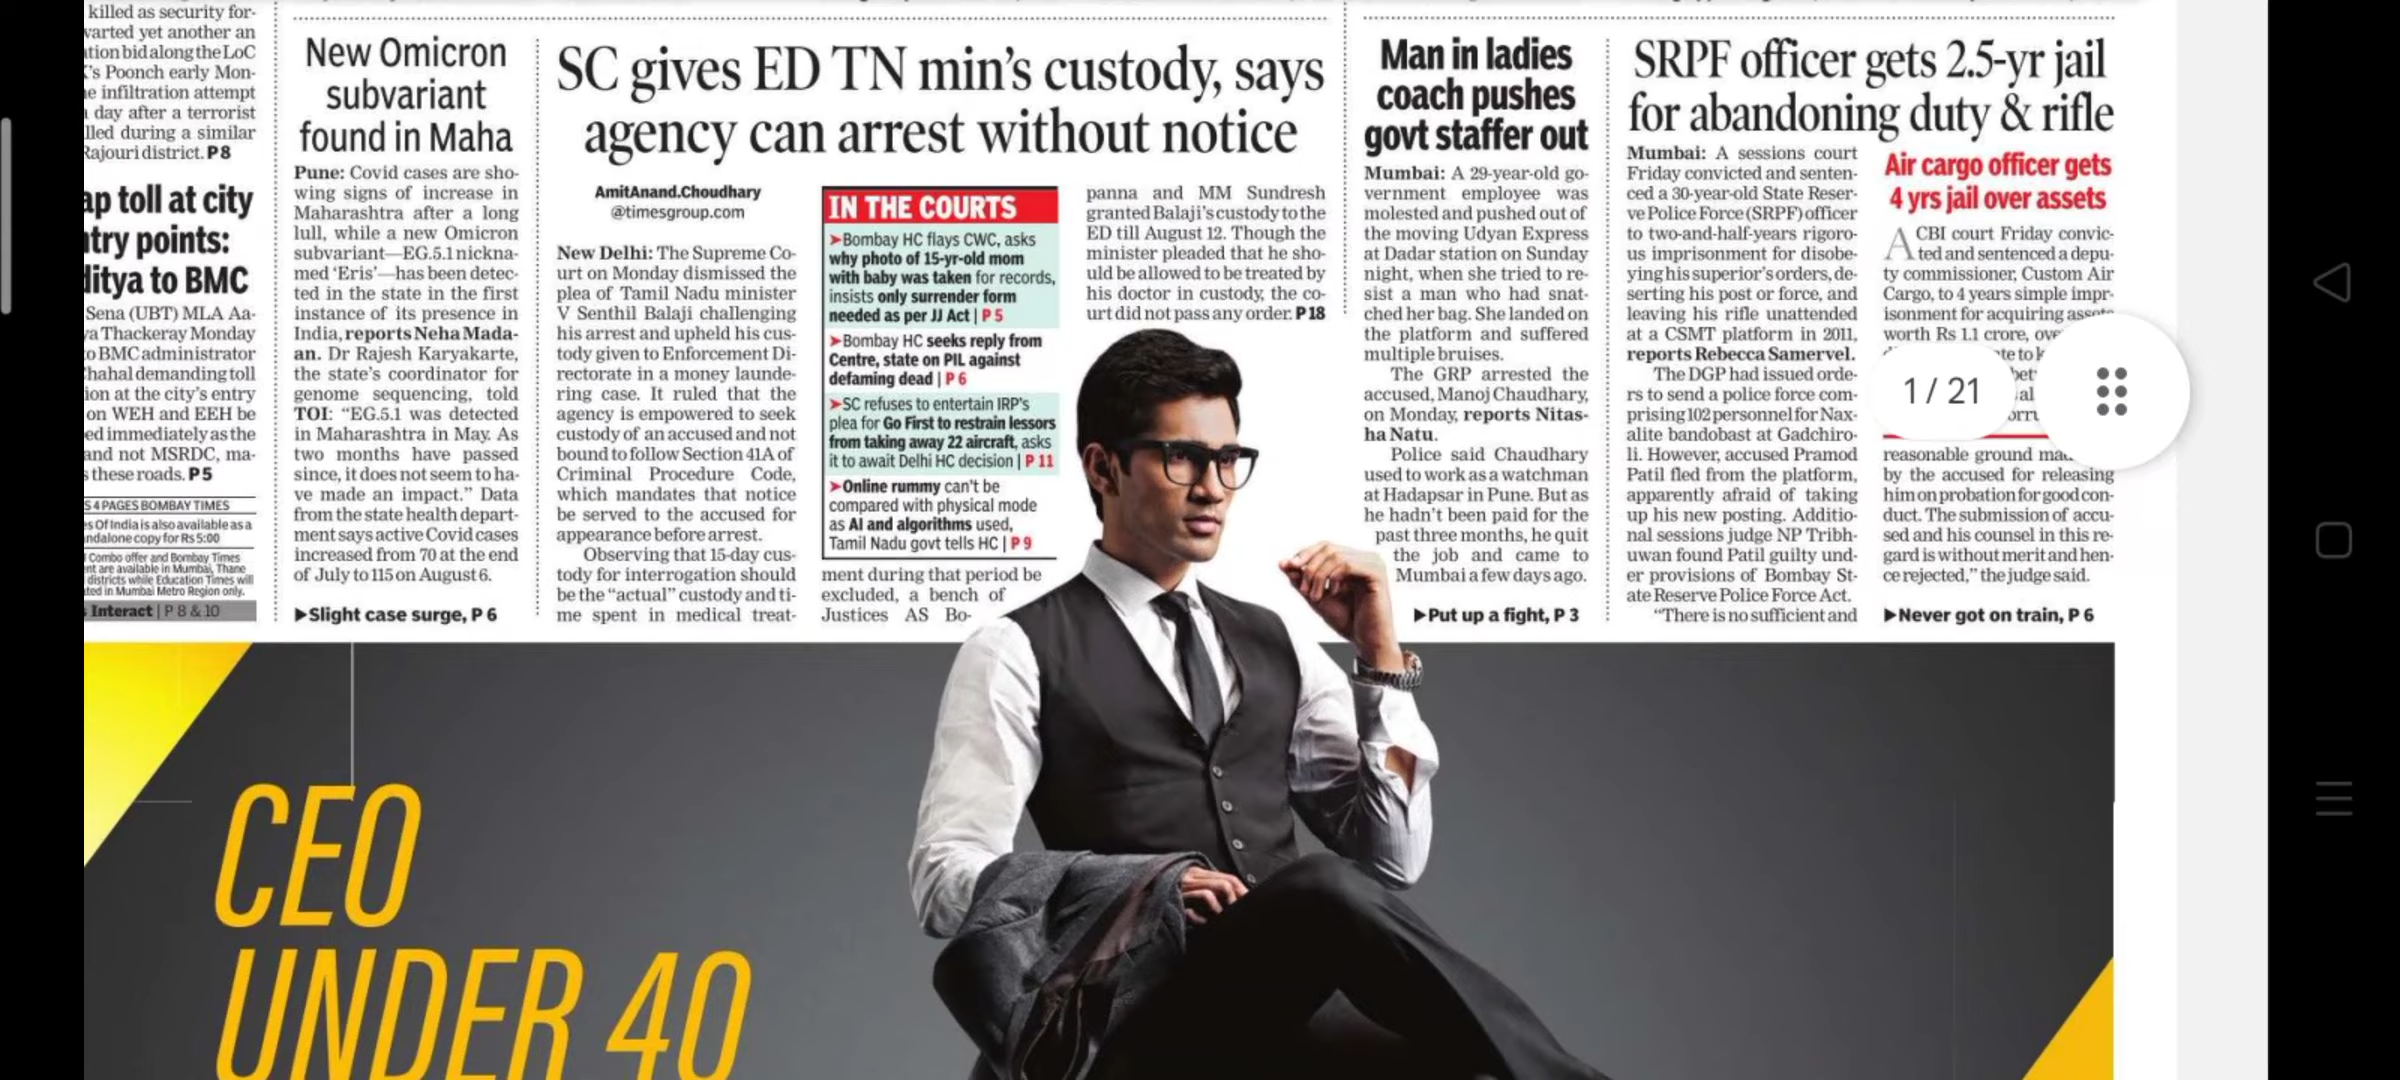 killed as security for-
yet another an
bid along the LoC
Poonch early Mon-
infiltration attempt
day after a terrorist
during a similar
Rajouri district. P 8
toll at city
points:
to BMC
Sena (UBT) MLA Aa-
Thackeray Monday
BMC administrator
demanding toll
at the city's entry
on WEH and EEH be
immediately as the
and not MSRDC, ma-
these roads. P 5
4 PAGES BOMBAY TIMES
Of India is also available as a
copy for Rs 5:00
Combo offer and Bombay Times
are available in Mumbai, Thane
districts while Education Times will
in Mumbai Metro Region only.
Interact | P 8 & 10
New Omicron
subvariant
found in Maha
Pune: Covid cases are sho-
wing signs of increase in
Maharashtra after a long
lull, while a new Omicron
subvariant—EG.5.1 nickna-
med 'Eris'—has been detec-
ted in the state in the first
instance of its presence in
India, reports Neha Mada-
an. Dr Rajesh Karyakarte,
the state's coordinator for
genome sequencing, told
TOI: “EG.5.1 was detected
in Maharashtra in May. As
two months have passed
since, it does not seem to ha-
ve made an impact.” Data
from the state health depart-
ment says active Covid cases
increased from 70 at the end
of July to 115 on August 6.
▶Slight case surge, P 6
SC gives ED TN min's custody, says
agency can arrest without notice
AmitAnand.Choudhary
@timesgroup.com
New Delhi: The Supreme Co-
urt on Monday dismissed the
plea of Tamil Nadu minister
V Senthil Balaji challenging
his arrest and upheld his cus-
tody given to Enforcement Di-
rectorate in a money launde-
ring case. It ruled that the
agency is empowered to seek
custody of an accused and not
bound to follow Section 41A of
Criminal Procedure Code,
which mandates that notice
be served to the accused for
appearance before arrest.
Observing that 15-day cus-
tody for interrogation should
be the “actual” custody and ti-
me spent in medical treat-
IN THE COURTS
➤Bombay HC flays CWC, asks
why photo of 15-yr-old mom
with baby was taken for records,
insists only surrender form
needed as per JJ Act | P 5
➤Bombay HC seeks reply from
Centre, state on PIL against
defaming dead | P 6
➤SC refuses to entertain IRP's
plea for Go First to restrain lessors
from taking away 22 aircraft, asks
it to await Delhi HC decision | P 11
➤Online rummy can't be
compared with physical mode
as AI and algorithms used,
Tamil Nadu govt tells HC | P 9
ment during that period be
excluded, a bench of
Justices AS Bo-
panna and MM Sundresh
granted Balaji's custody to the
ED till August 12. Though the
minister pleaded that he sho-
uld be allowed to be treated by
his doctor in custody, the co-
urt did not pass any order. P 18
Man in ladies
coach pushes
govt staffer out
Mumbai: A 29-year-old go-
vernment employee was
molested and pushed out of
the moving Udyan Express
at Dadar station on Sunday
night, when she tried to re-
sist a man who had snat-
ched her bag. She landed on
the platform and suffered
multiple bruises.
The GRP arrested the
accused, Manoj Chaudhary,
on Monday, reports Nitas-
ha Natu.
Police said Chaudhary
used to work as a watchman
at Hadapsar in Pune. But as
he hadn't been paid for the
past three months, he quit
the job and came to
Mumbai a few days ago.
▶Put up a fight, P 3
SRPF officer gets 2.5-yr jail
for abandoning duty & rifle
Mumbai: A sessions court
Friday convicted and senten-
ced a 30-year-old State Reser-
ve Police Force (SRPF) officer
to two-and-half-years rigoro-
us imprisonment for disobe-
ying his superior's orders, de-
serting his post or force, and
leaving his rifle unattended
at a CSMT platform in 2011,
reports Rebecca Samervel.
The DGP had issued orde-
rs to send a police force com-
prising 102 personnel for Nax-
alite bandobast at Gadchiro-
li. However, accused Pramod
Patil fled from the platform,
apparently afraid of taking
up his new posting. Additio-
nal sessions judge NP Tribh-
uwan found Patil guilty und-
er provisions of Bombay St-
ate Reserve Police Force Act.
“There is no sufficient and
Air cargo officer gets
4 yrs jail over assets
A CBI court Friday convic-
ted and sentenced a depu-
ty commissioner, Custom Air
Cargo, to 4 years simple impr-
isonment for acquiring assets
worth Rs 1.1 crore,
1 / 21
reasonable ground
by the accused for releasing
him on probation for good con-
duct. The submission of accu-
sed and his counsel in this re-
gard is without merit and hen-
ce rejected,” the judge said.
▶Never got on train, P 6
CEO
UNDER 40